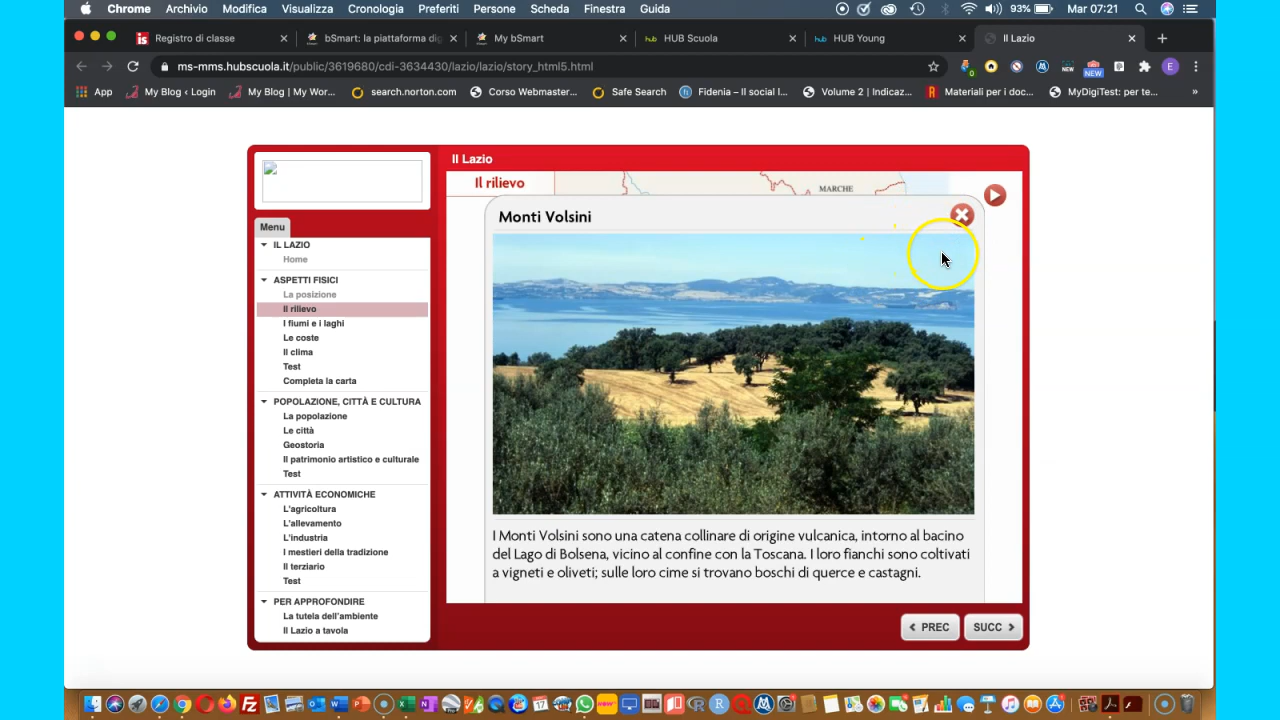 Chrome Archivio Modifica Visualizza Cronologia Preferiti Persone Scheda Finestra Guida 93% Mar 07:21
Registro di classe bSmart: la piattaforma dig My bSmart HUB Scuola HUB Young Il Lazio
ms-mms.hubscuola.it/public/3619680/cdi-3634430/lazio/lazio/story_html5.html
App My Blog ‹ Login My Blog | My Wor... search.norton.com Corso Webmaster... Safe Search Fidenia – Il social l... Volume 2 | Indicaz... Materiali per i doc... MyDigiTest: per te... »
Il Lazio
Il rilievo
MARCHE
Monti Volsini
Menu
IL LAZIO
Home
ASPETTI FISICI
La posizione
Il rilievo
I fiumi e i laghi
Le coste
Il clima
Test
Completa la carta
POPOLAZIONE, CITTÀ E CULTURA
La popolazione
Le città
Geostoria
Il patrimonio artistico e culturale
Test
ATTIVITÀ ECONOMICHE
L'agricoltura
L'allevamento
L'industria
I mestieri della tradizione
Il terziario
Test
PER APPROFONDIRE
La tutela dell'ambiente
Il Lazio a tavola
I Monti Volsini sono una catena collinare di origine vulcanica, intorno al bacino
del Lago di Bolsena, vicino al confine con la Toscana. I loro fianchi sono coltivati
a vigneti e oliveti; sulle loro cime si trovano boschi di querce e castagni.
PREC SUCC